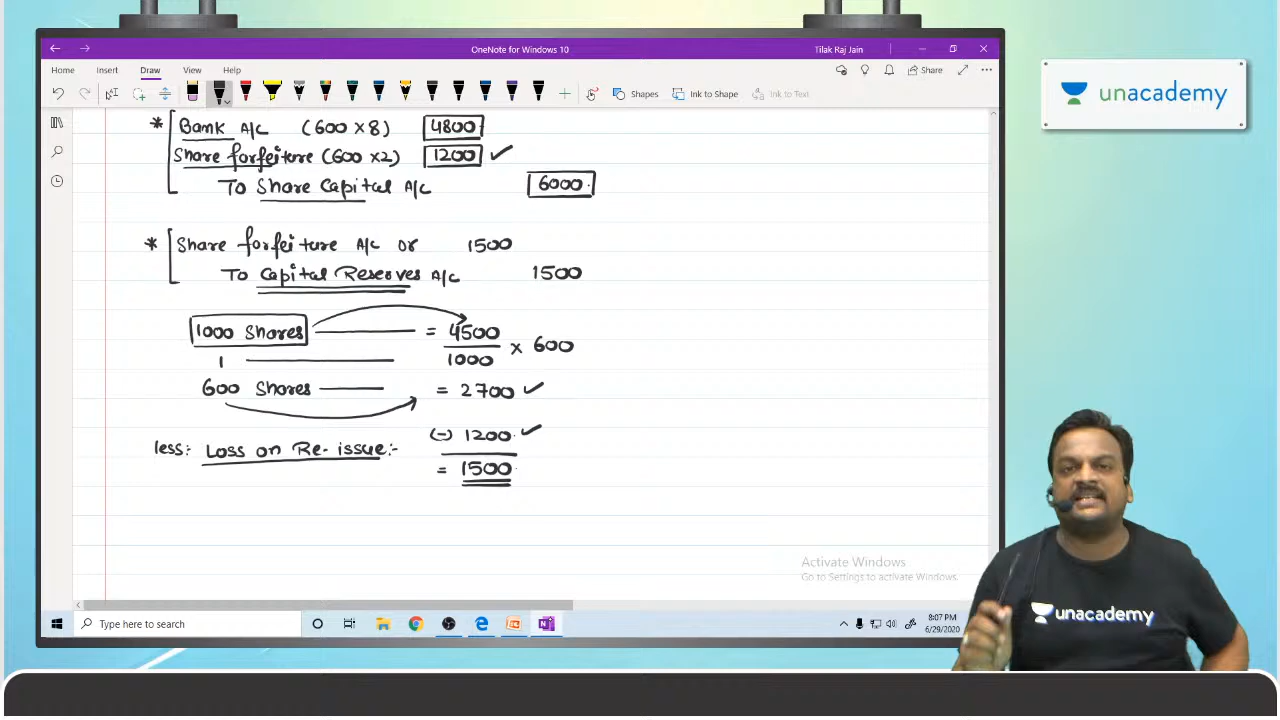 OneNote for Windows 10
Tilak Raj Jain
Home Insert Draw View Help
Share
Shapes Ink to Shape Ink to Text
* Bank A/C (600 × 8) 4800
Share forfeiture (600 × 2) 1200 ✓
To Share Capital A/C 6000
* Share forfeiture A/C Dr 1500
To Capital Reserves A/C 1500
1000 Shares = 4500
1000 × 600
1
600 Shares = 2700 ✓
less: Loss on Re-issue:- (-) 1200 ✓
= 1500
Activate Windows
Go to Settings to activate Windows.
Type here to search
8:07 PM
6/29/2020
unacademy
unacademy